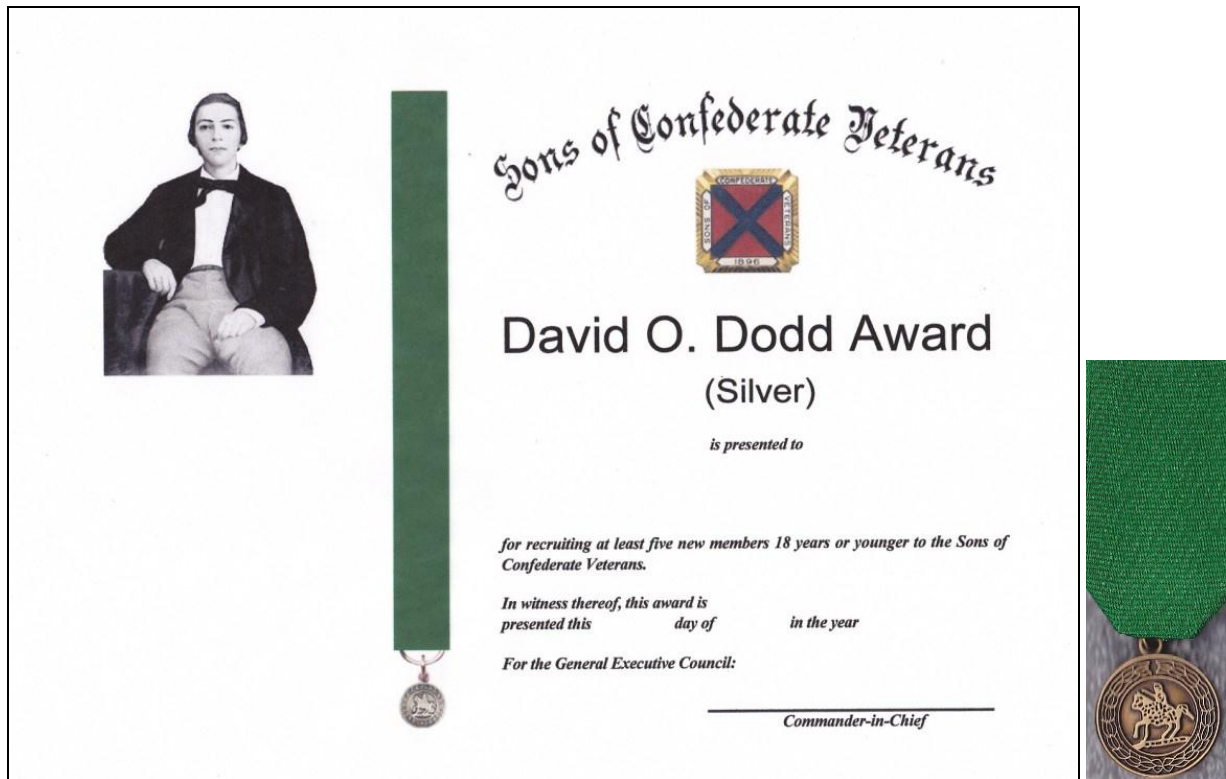 Sons of Confederate Veterans
CONFEDERATE
SONS OF
VETERANS
1896
David O. Dodd Award
(Silver)
is presented to
for recruiting at least five new members 18 years or younger to the Sons of
Confederate Veterans.
In witness thereof, this award is
presented this day of in the year
For the General Executive Council:
Commander-in-Chief